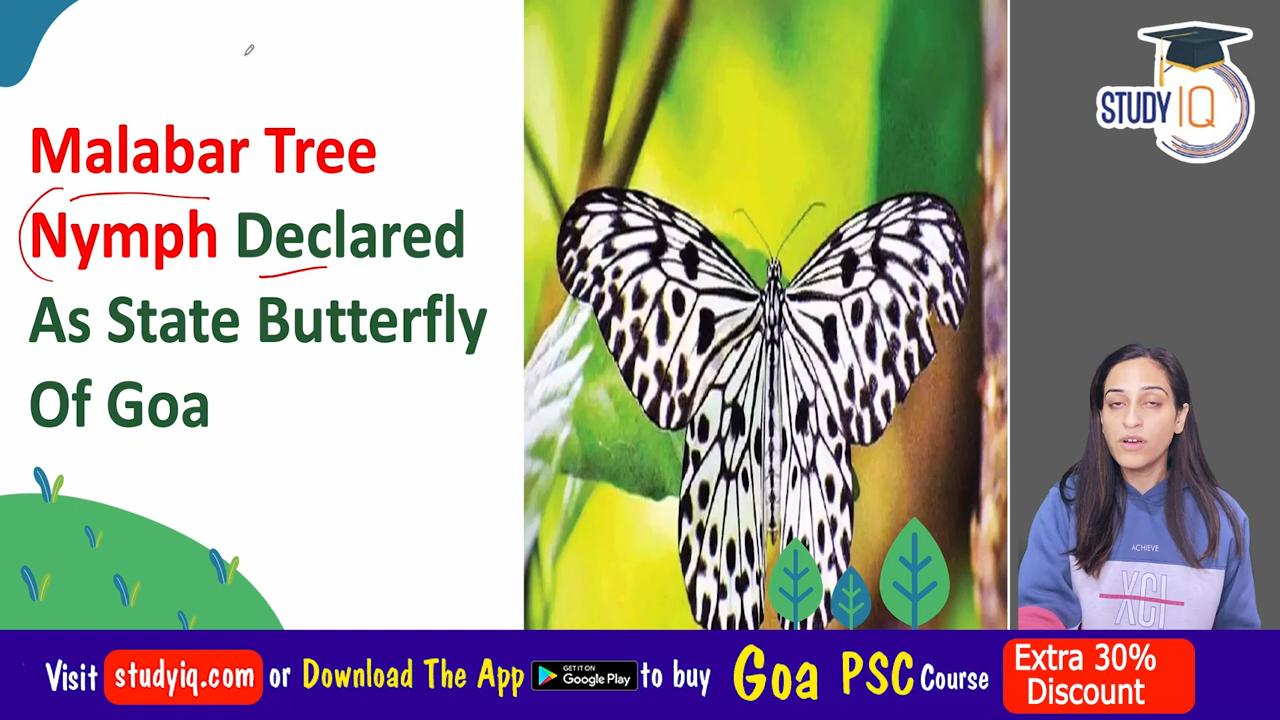 STUDY IQ
Malabar Tree
Nymph Declared
As State Butterfly
Of Goa
ACHIEVE
XCI
Visit studyiq.com or Download The App GET IT ON Google Play to buy Goa PSC Course
Extra 30%
Discount